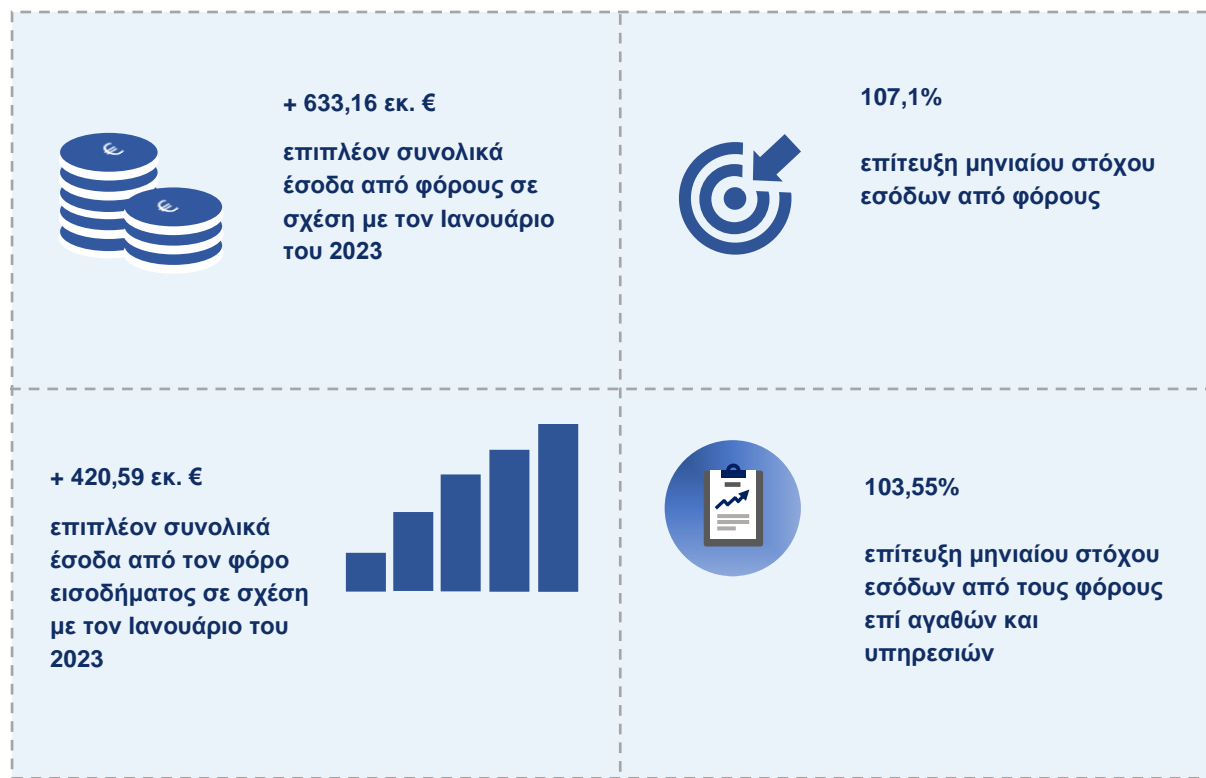 + 633,16 εκ. €
επιπλέον συνολικά
έσοδα από φόρους σε
σχέση με τον Ιανουάριο
του 2023
107,1%
επίτευξη μηνιαίου στόχου
εσόδων από φόρους
+ 420,59 εκ. €
επιπλέον συνολικά
έσοδα από τον φόρο
εισοδήματος σε σχέση
με τον Ιανουάριο του
2023
103,55%
επίτευξη μηνιαίου στόχου
εσόδων από τους φόρους
επί αγαθών και
υπηρεσιών